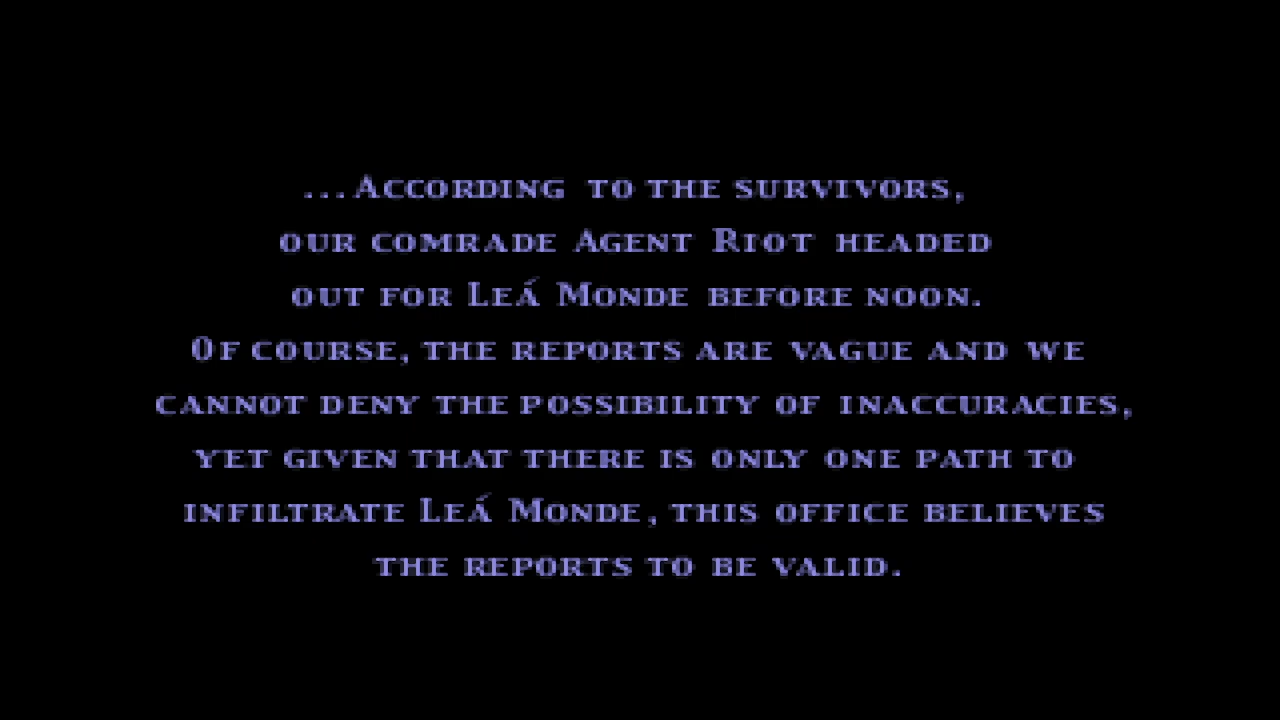 ...According to the survivors,
our comrade Agent Riot headed
out for Leá Monde before noon.
Of course, the reports are vague and we
cannot deny the possibility of inaccuracies,
yet given that there is only one path to
infiltrate Leá Monde, this office believes
the reports to be valid.